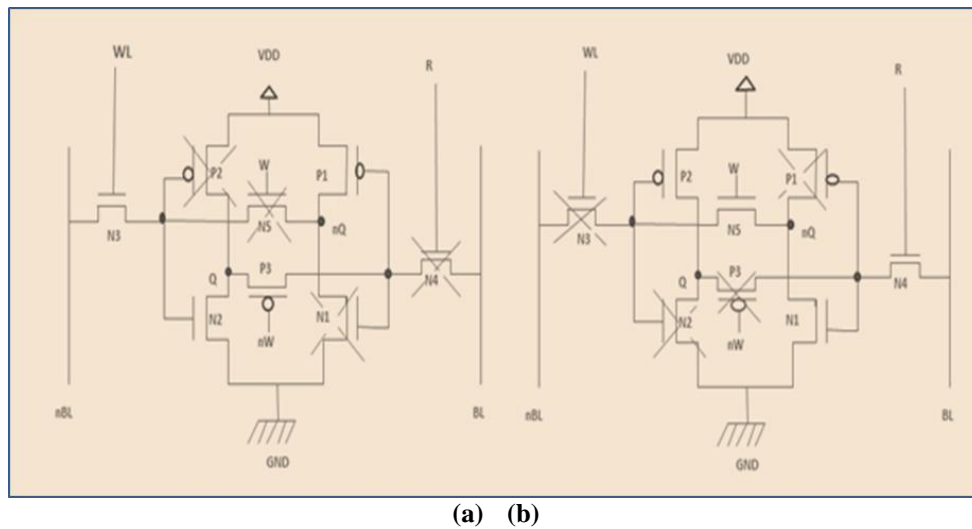 WL
VDD
R
P2
P1
W
N3
N5
nQ
Q
P3
N4
N2
N1
nW
nBL
BL
GND
WL
VDD
R
P2
P1
W
N3
N5
nQ
Q
P3
N4
N2
N1
nW
nBL
BL
GND
(a) (b)